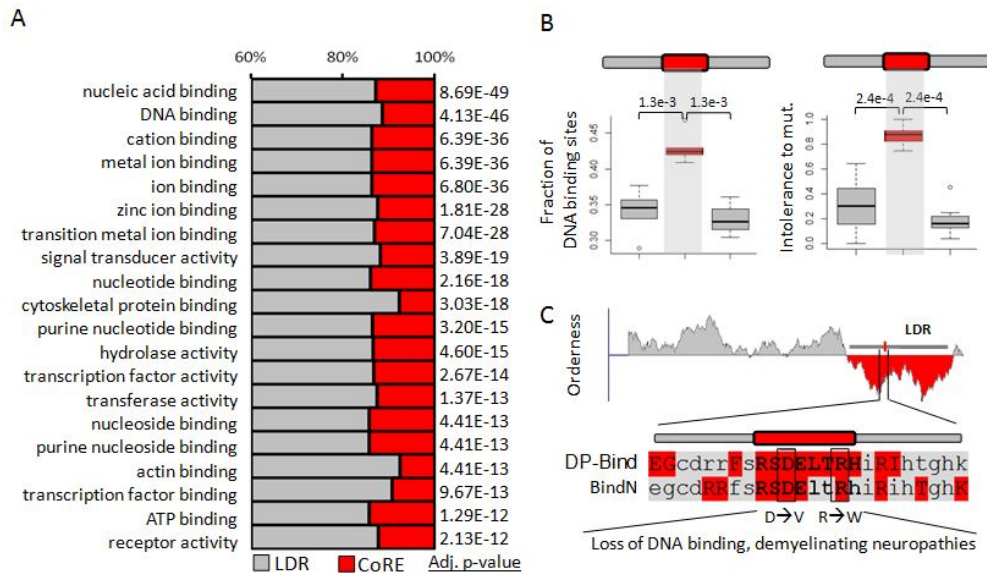 A
60% 80% 100%
nucleic acid binding 8.69E-49
DNA binding 4.13E-46
cation binding 6.39E-36
metal ion binding 6.39E-36
ion binding 6.80E-36
zinc ion binding 1.81E-28
transition metal ion binding 7.04E-28
signal transducer activity 3.89E-19
nucleotide binding 2.16E-18
cytoskeletal protein binding 3.03E-18
purine nucleotide binding 3.20E-15
hydrolase activity 4.60E-15
transcription factor activity 2.67E-14
transferase activity 1.37E-13
nucleoside binding 4.41E-13
purine nucleoside binding 4.41E-13
actin binding 4.41E-13
transcription factor binding 9.67E-13
ATP binding 1.29E-12
receptor activity 2.13E-12
LDR CoRE Adj. p-value
B
1.3e-3 1.3e-3
Fraction of
DNA binding sites
0.45
0.40
0.35
0.30
2.4e-4 2.4e-4
Intolerance to mut.
1.0
0.8
0.6
0.4
0.2
0.0
C
Orderness
LDR
DP-Bind EGcdrrFsRSDELTRHiRIhtghk
BindN egcdRRfsRSDEltRhiRihTghK
D→V R→W
Loss of DNA binding, demyelinating neuropathies